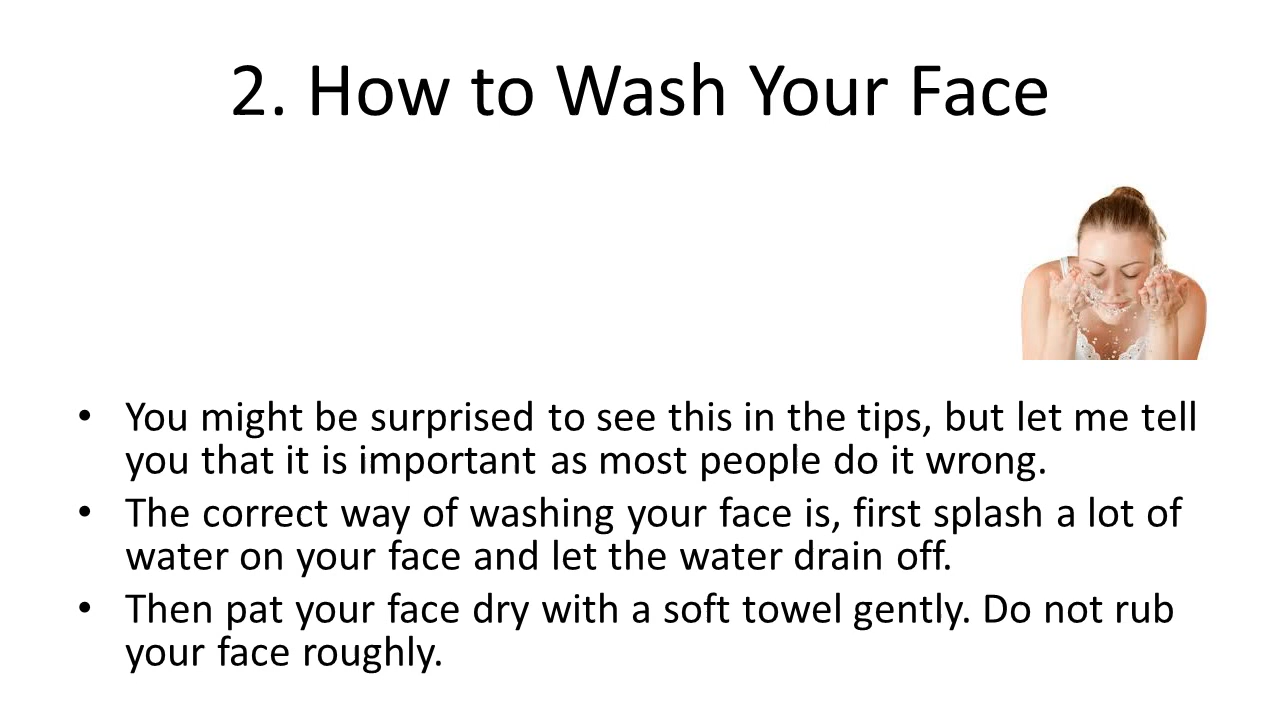 2. How to Wash Your Face
• You might be surprised to see this in the tips, but let me tell
you that it is important as most people do it wrong.
• The correct way of washing your face is, first splash a lot of
water on your face and let the water drain off.
• Then pat your face dry with a soft towel gently. Do not rub
your face roughly.